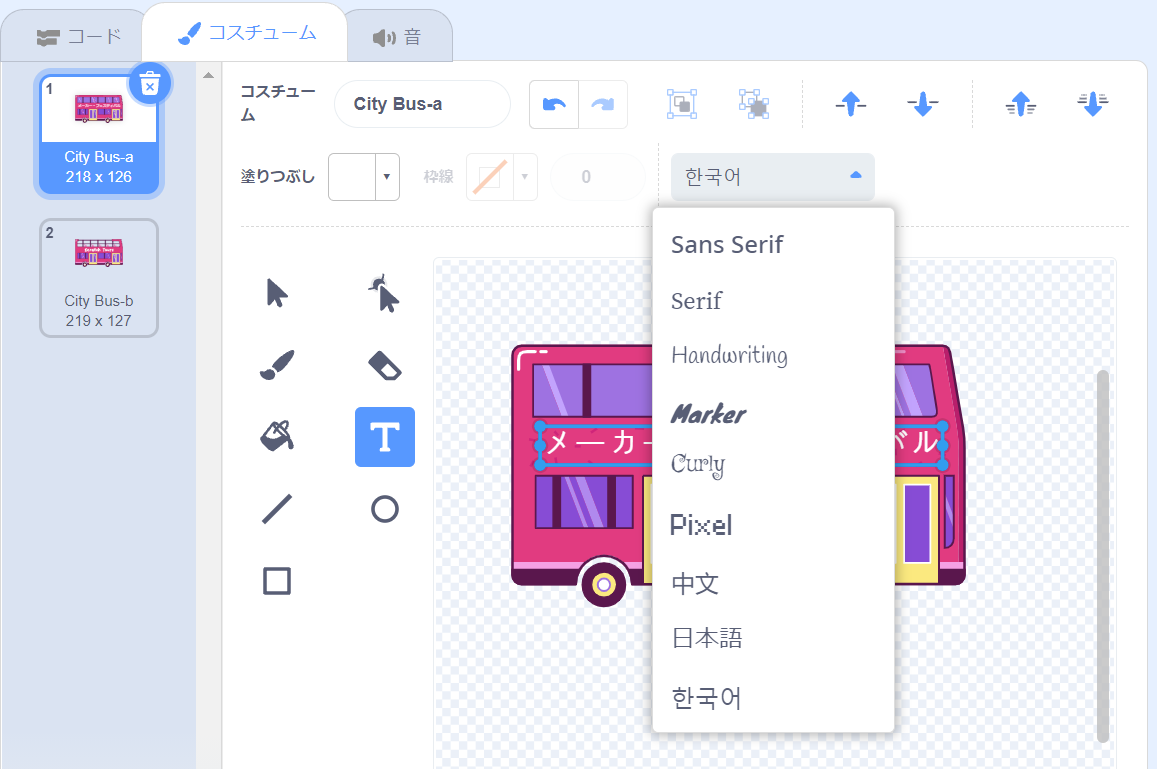 コード
コスチューム
音
1
City Bus-a
218 x 126
2
City Bus-b
219 x 127
コスチューム
City Bus-a
塗りつぶし
枠線
0
한국어
Sans Serif
Serif
Handwriting
Marker
Curly
Pixel
中文
日本語
한국어
メーカー
バル
T